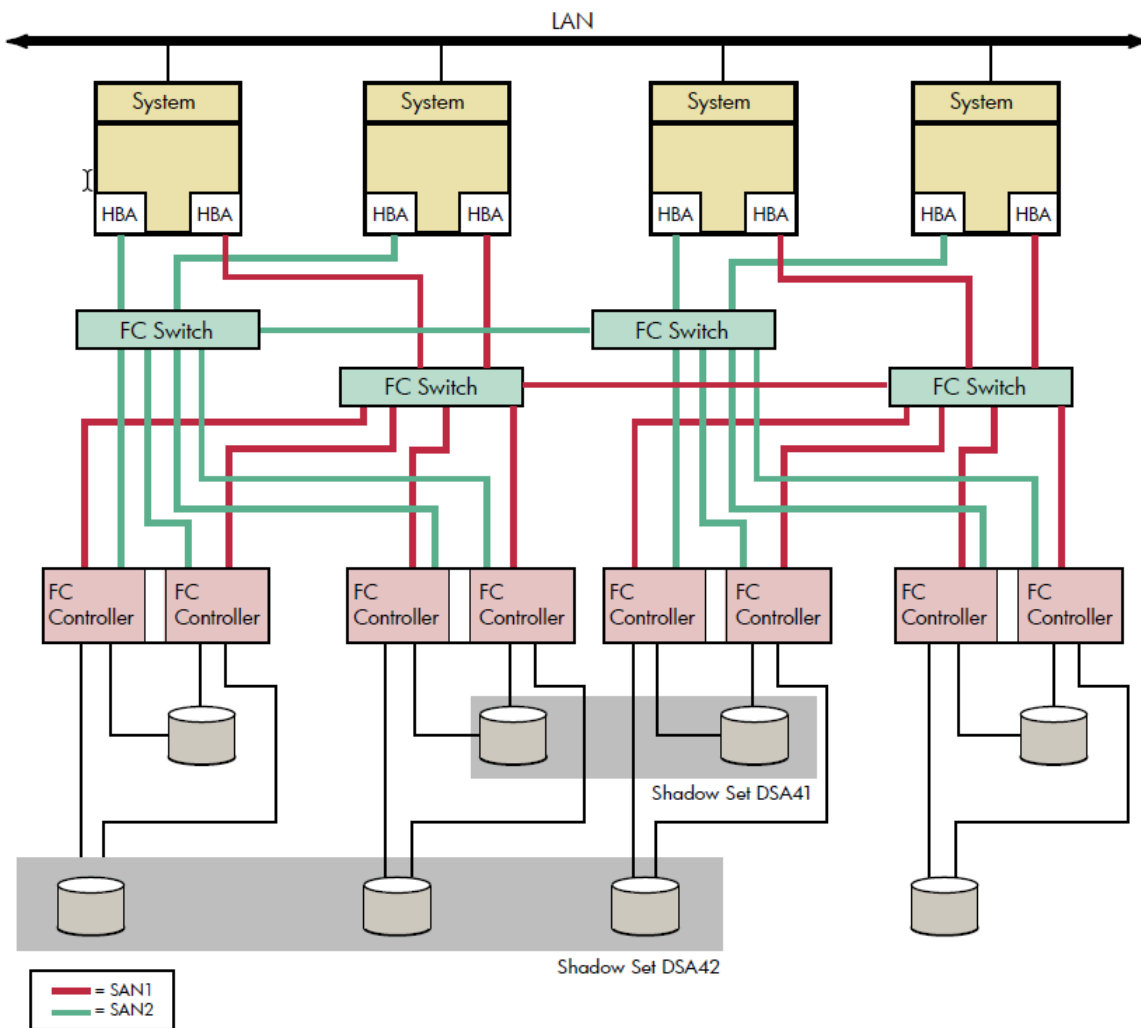 LAN
System
System
System
System
HBA
HBA
HBA
HBA
HBA
HBA
HBA
HBA
FC Switch
FC Switch
FC Switch
FC Switch
FC
Controller
FC
Controller
FC
Controller
FC
Controller
FC
Controller
FC
Controller
FC
Controller
FC
Controller
Shadow Set DSA41
Shadow Set DSA42
= SAN1
= SAN2